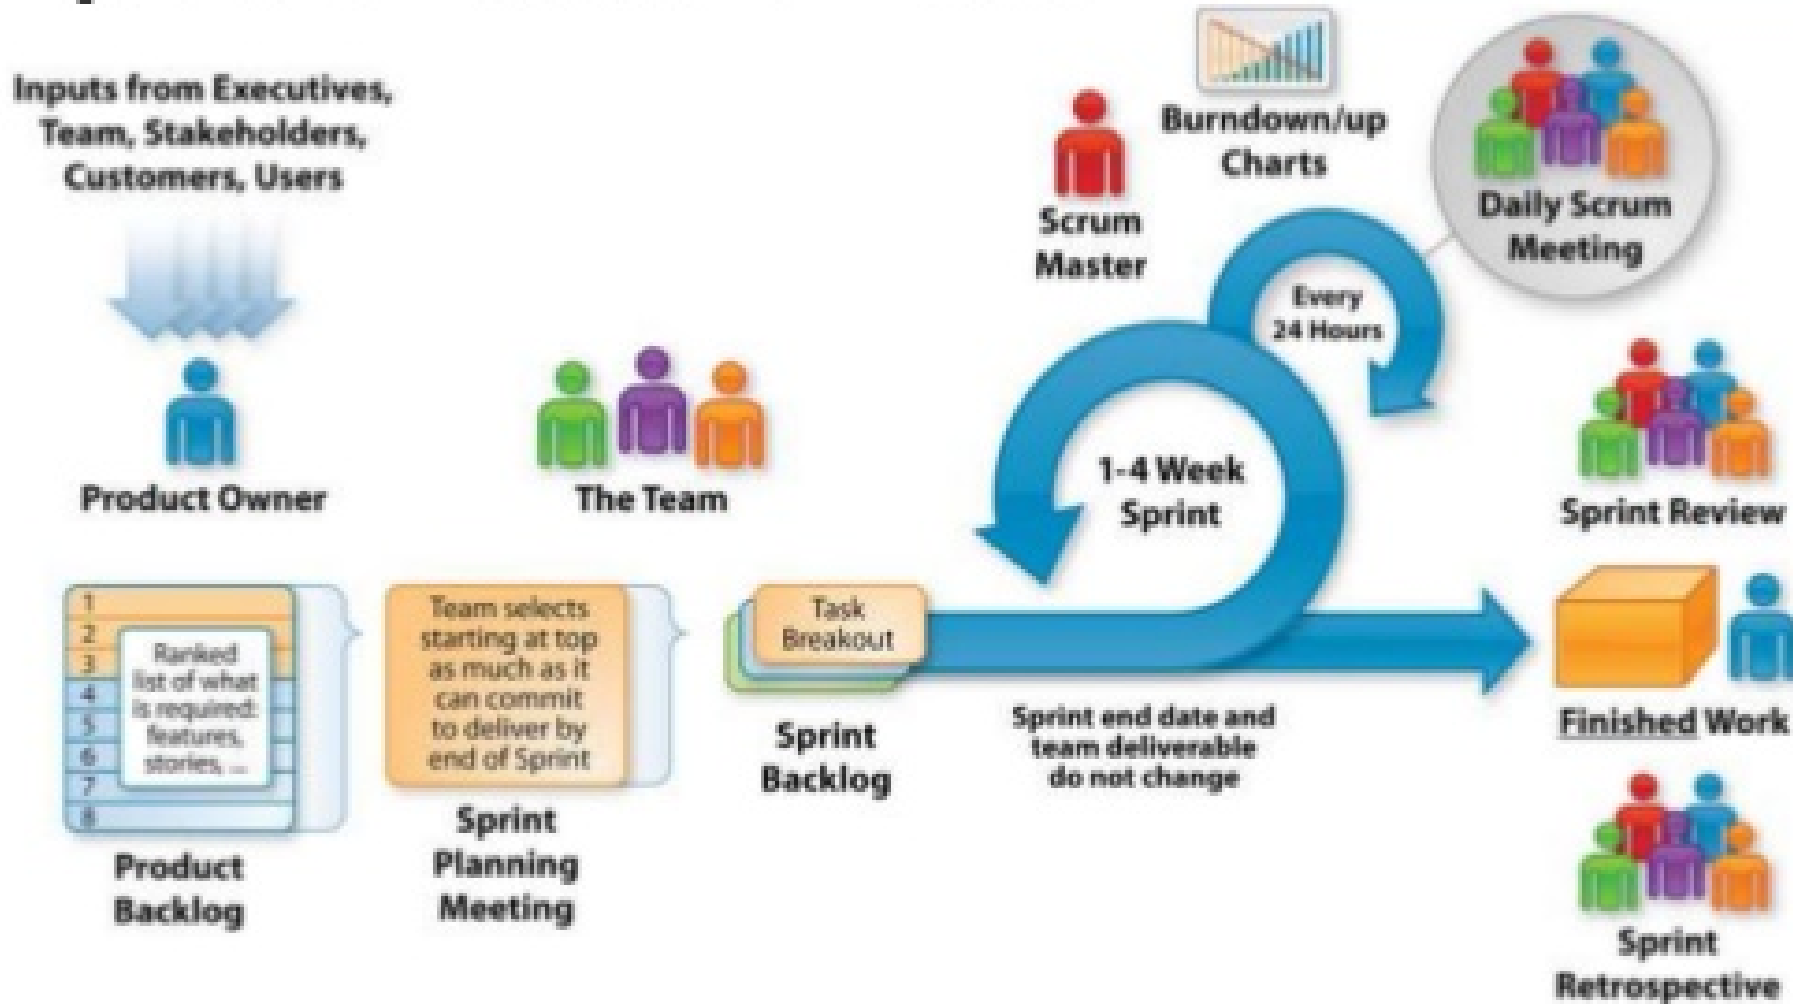 Inputs from Executives,
Team, Stakeholders,
Customers, Users
Product Owner
The Team
Scrum
Master
Burndown/up
Charts
Daily Scrum
Meeting
Every
24 Hours
1-4 Week
Sprint
Sprint Review
1
2
3
4
5
6
7
8
Ranked
list of what
is required:
features,
stories, ...
Product
Backlog
Team selects
starting at top
as much as it
can commit
to deliver by
end of Sprint
Sprint
Planning
Meeting
Task
Breakout
Sprint
Backlog
Sprint end date and
team deliverable
do not change
Finished Work
Sprint
Retrospective